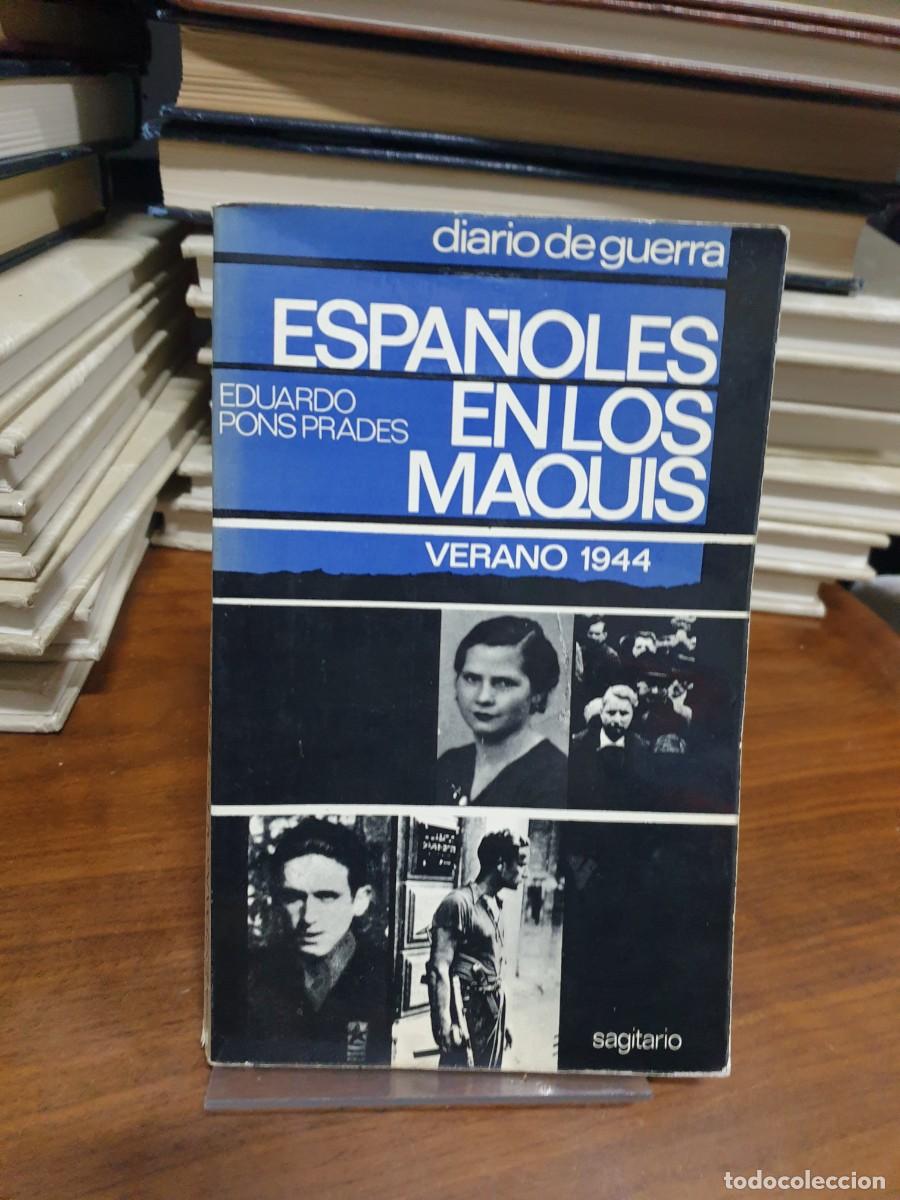 diario de guerra
ESPAÑOLES
EN LOS
MAQUIS
EDUARDO
PONS PRADES
VERANO 1944
sagitario
todocoleccion